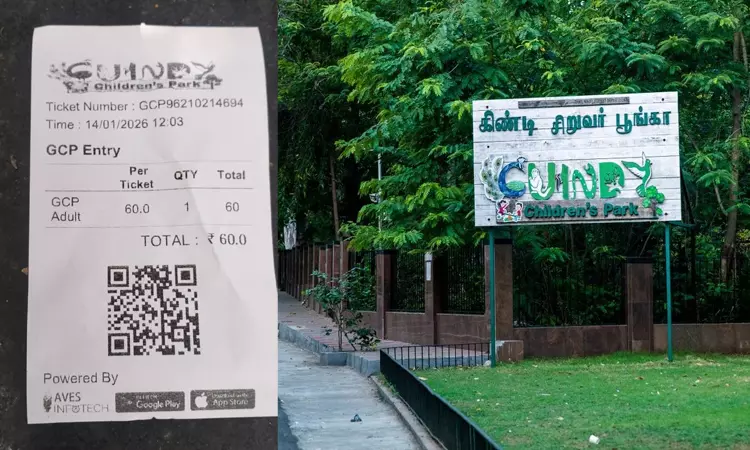 GUINDY
Children's Park
Ticket Number : GCP96210214694
Time : 14/01/2026 12:03
GCP Entry
Per Ticket QTY Total
GCP Adult 60.0 1 60
TOTAL : ₹ 60.0
Powered By
AVES INFOTECH
Google Play
App Store
கிண்டி சிறுவர் பூங்கா
GUINDY
Children's Park